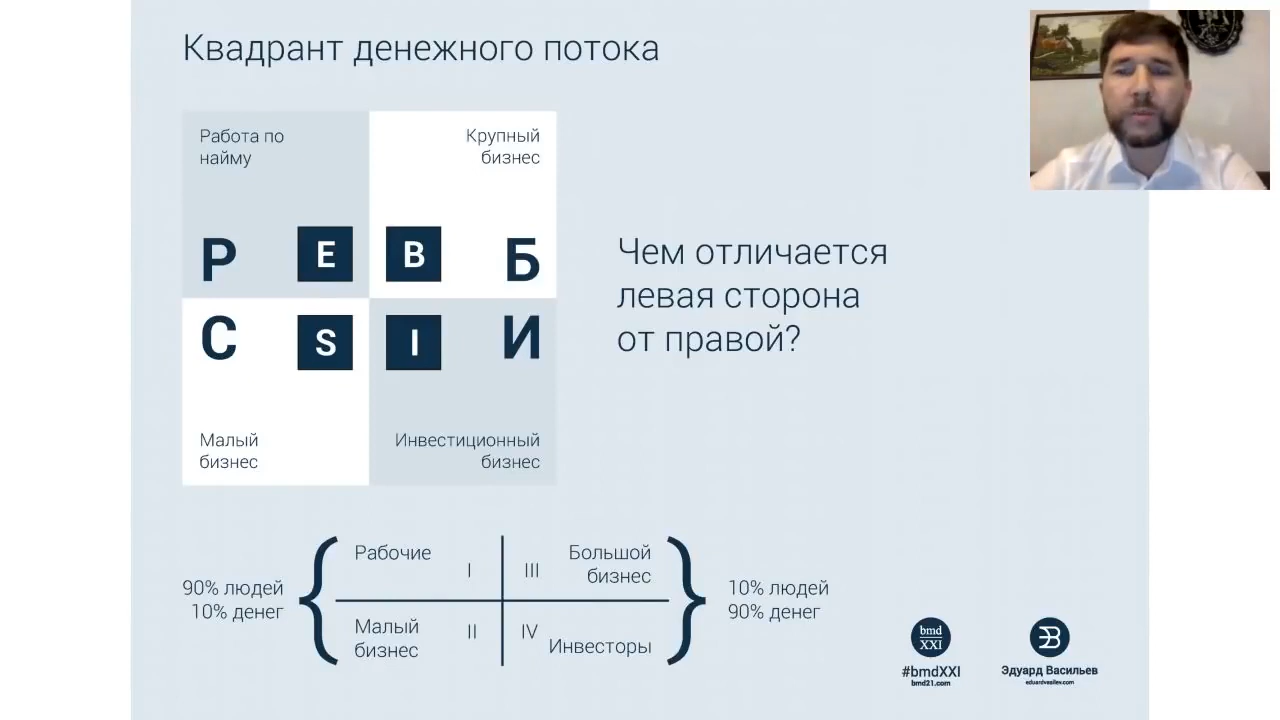 Квадрант денежного потока
Работа по
найму
Крупный
бизнес
Р
E
B
Б
С
S
I
И
Малый
бизнес
Инвестиционный
бизнес
Чем отличается
левая сторона
от правой?
90% людей
10% денег
Рабочие
I
III
Большой
бизнес
Малый
бизнес
II
IV
Инвесторы
10% людей
90% денег
bmd
XXI
#bmdXXI
bmd21.com
Эдуард Васильев
eduardvasilev.com